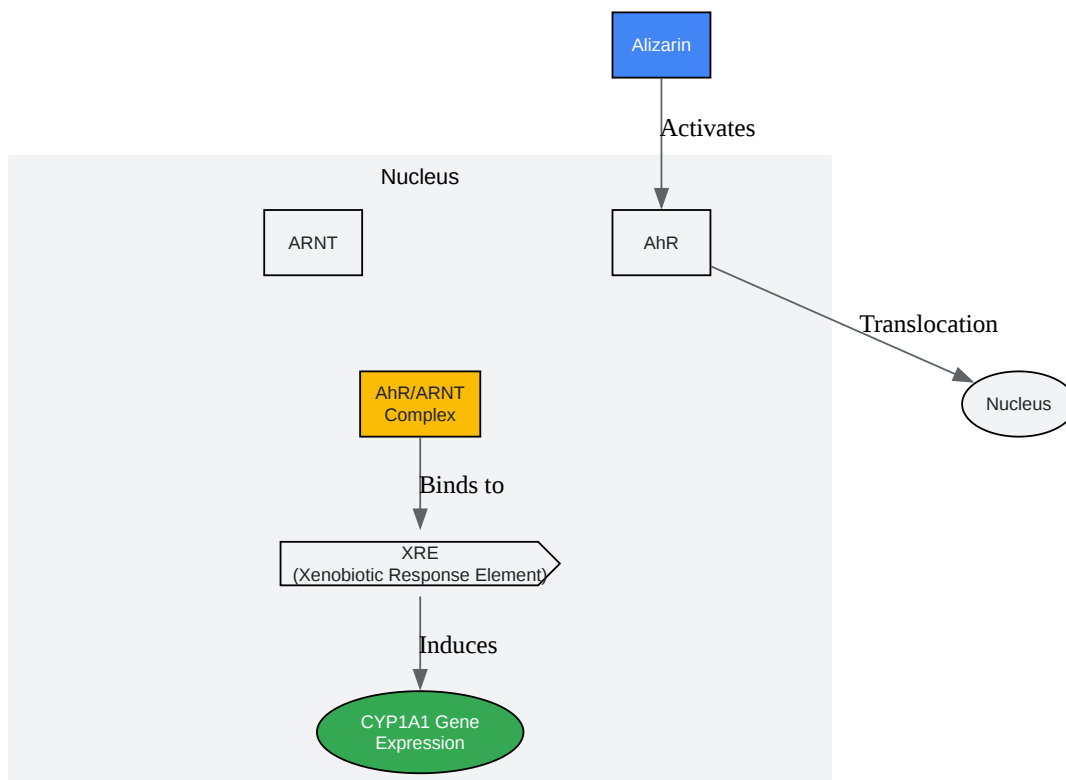 Alizarin
Activates
Nucleus
ARNT
AhR
Translocation
AhR/ARNT
Complex
Nucleus
Binds to
XRE
(Xenobiotic Response Element)
Induces
CYP1A1 Gene
Expression